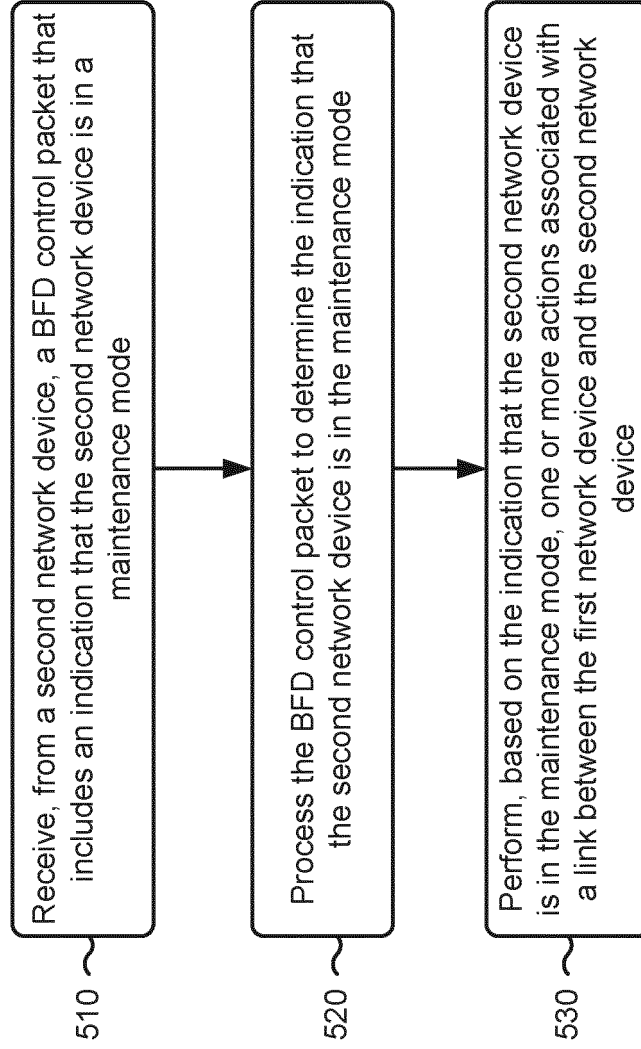 510
Receive, from a second network device, a BFD control packet that
includes an indication that the second network device is in a
maintenance mode
520
Process the BFD control packet to determine the indication that
the second network device is in the maintenance mode
530
Perform, based on the indication that the second network device
is in the maintenance mode, one or more actions associated with
a link between the first network device and the second network
device